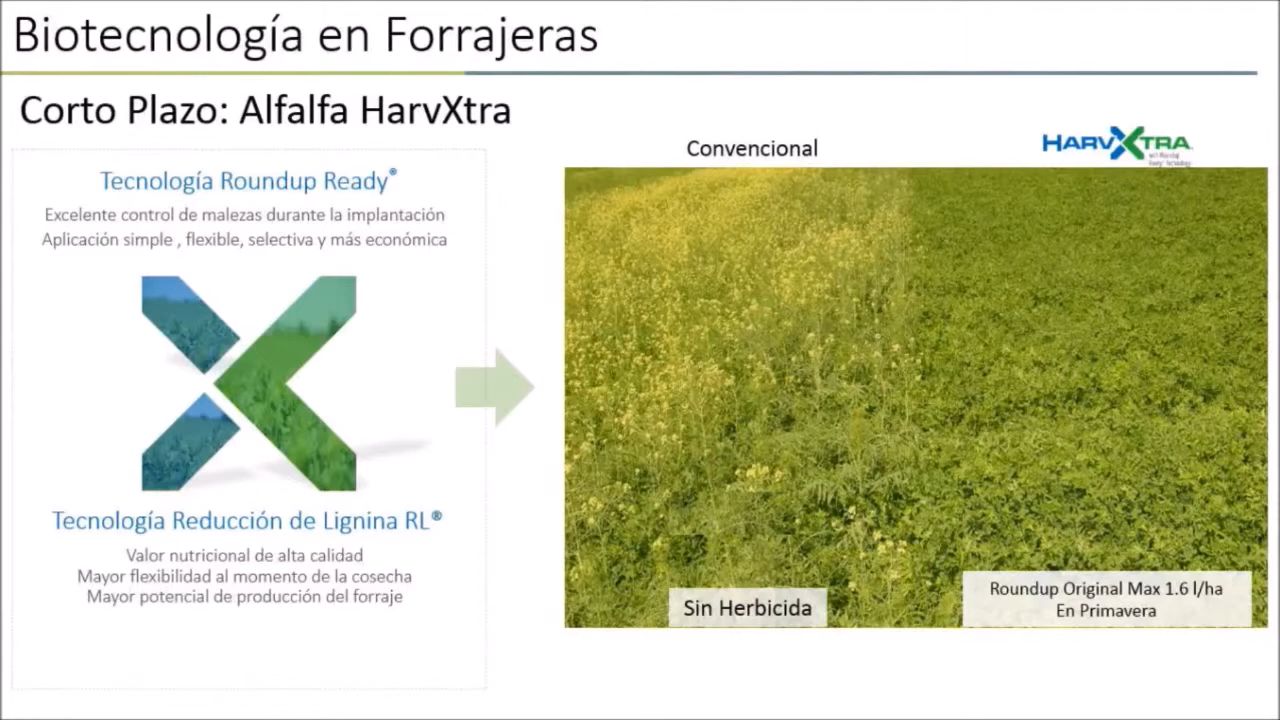 Biotecnología en Forrajeras
Corto Plazo: Alfalfa HarvXtra
Tecnología Roundup Ready®
Excelente control de malezas durante la implantación
Aplicación simple , flexible, selectiva y más económica
Tecnología Reducción de Lignina RL®
Valor nutricional de alta calidad
Mayor flexibilidad al momento de la cosecha
Mayor potencial de producción del forraje
Convencional
HARVXTRA
Sin Herbicida
Roundup Original Max 1.6 l/ha
En Primavera